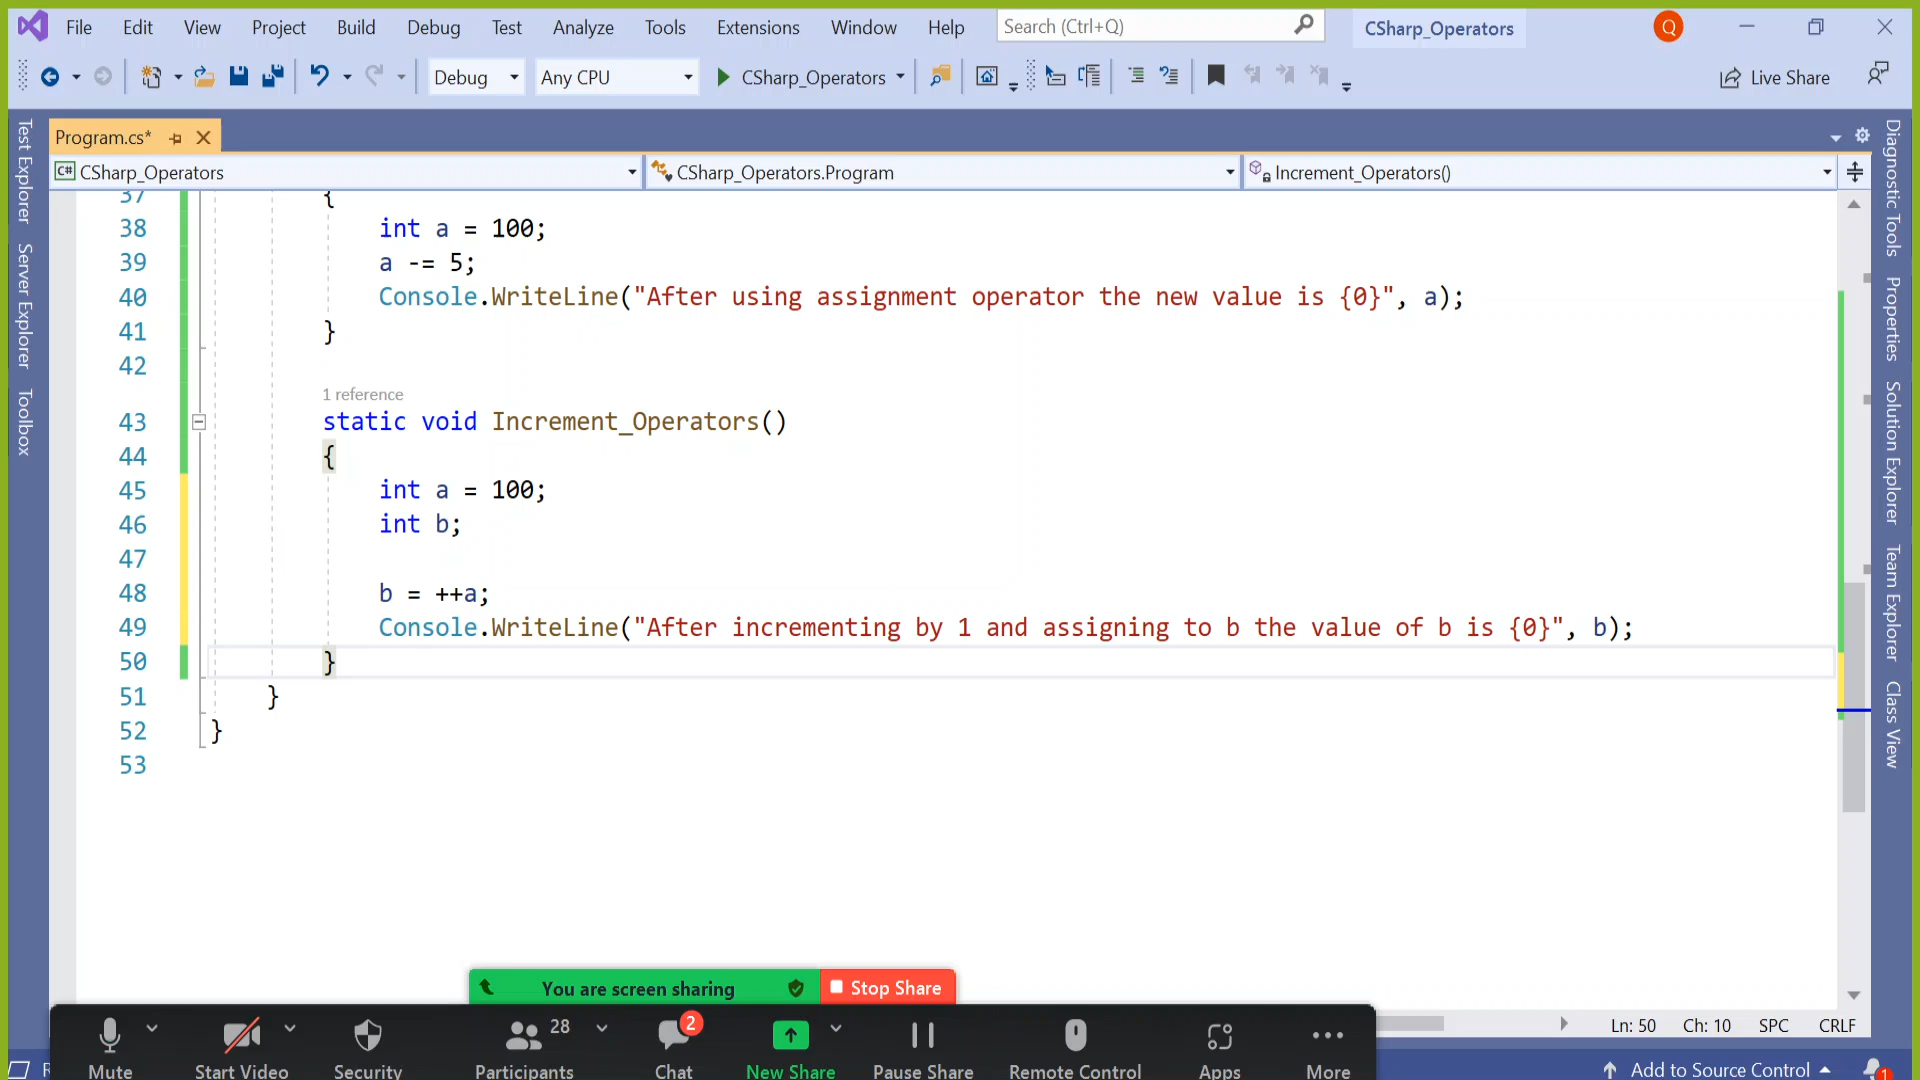 File Edit View Project Build Debug Test Analyze Tools Extensions Window Help Search (Ctrl+Q) CSharp_Operators Q
Debug Any CPU CSharp_Operators Live Share
Program.cs*
C# CSharp_Operators CSharp_Operators.Program Increment_Operators()
Test Explorer
Server Explorer
Toolbox
37 {
38 int a = 100;
39 a -= 5;
40 Console.WriteLine("After using assignment operator the new value is {0}", a);
41 }
42
1 reference
43 static void Increment_Operators()
44 {
45 int a = 100;
46 int b;
47
48 b = ++a;
49 Console.WriteLine("After incrementing by 1 and assigning to b the value of b is {0}", b);
50 }
51 }
52 }
53
Diagnostic Tools
Properties
Solution Explorer
Team Explorer
Class View
You are screen sharing Stop Share
Ln: 50 Ch: 10 SPC CRLF
28 2
Mute Start Video Security Participants Chat New Share Pause Share Remote Control Apps More
Add to Source Control 1